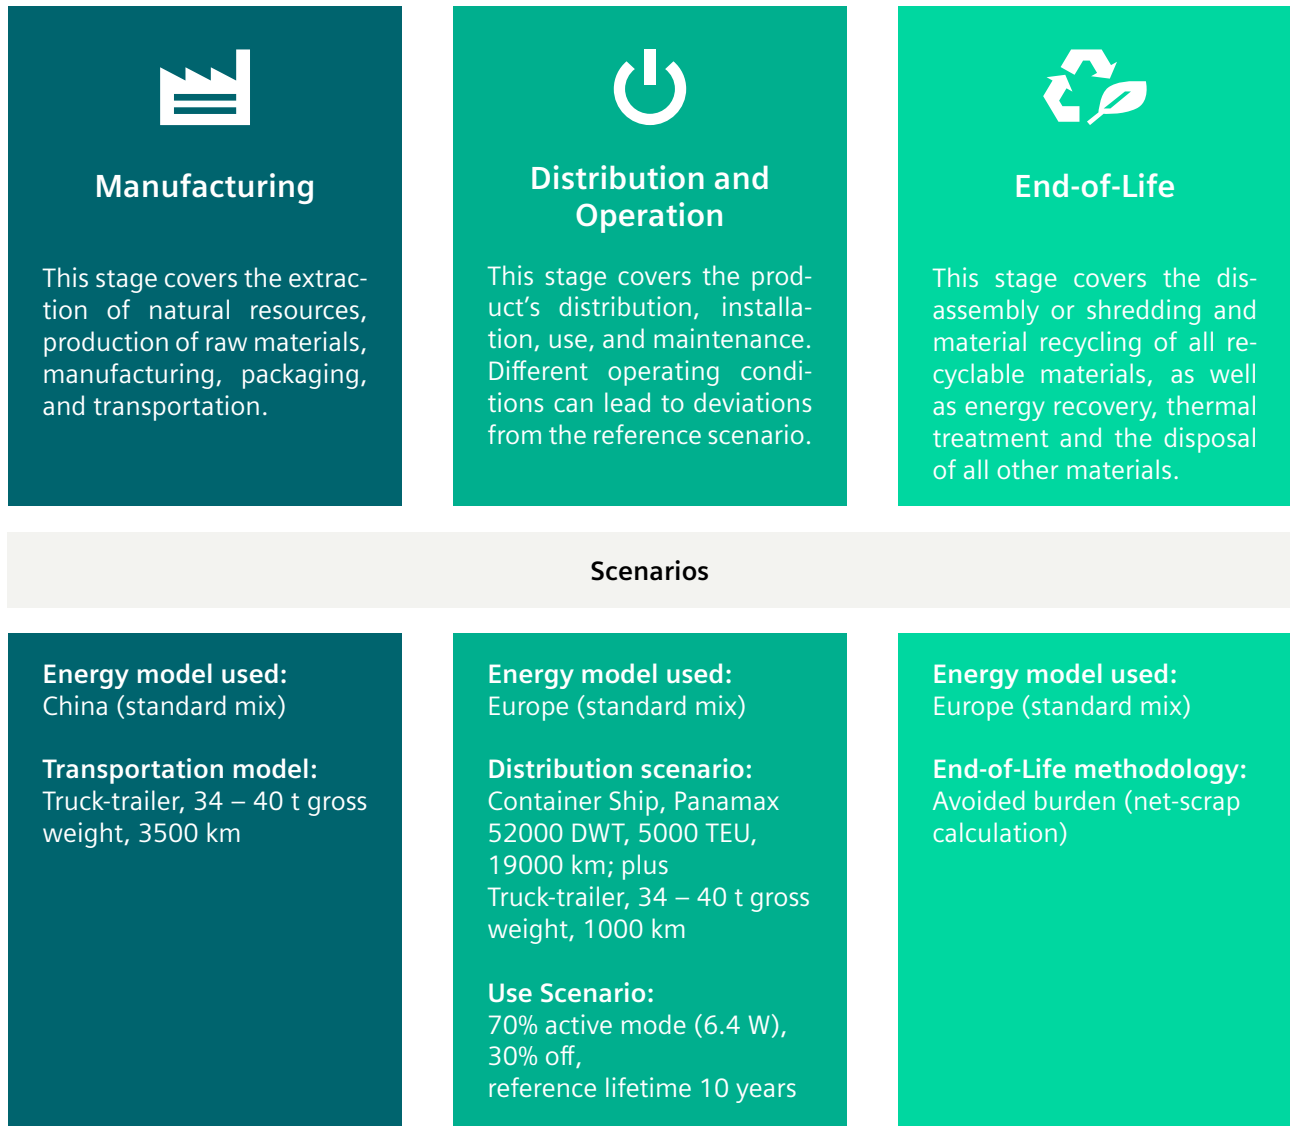 Manufacturing
This stage covers the extrac-
tion of natural resources,
production of raw materials,
manufacturing, packaging,
and transportation.
Distribution and
Operation
This stage covers the prod-
uct's distribution, installa-
tion, use, and maintenance.
Different operating condi-
tions can lead to deviations
from the reference scenario.
End-of-Life
This stage covers the dis-
assembly or shredding and
material recycling of all re-
cyclable materials, as well
as energy recovery, thermal
treatment and the disposal
of all other materials.
Scenarios
Energy model used:
China (standard mix)
Transportation model:
Truck-trailer, 34 – 40 t gross
weight, 3500 km
Energy model used:
Europe (standard mix)
Distribution scenario:
Container Ship, Panamax
52000 DWT, 5000 TEU,
19000 km; plus
Truck-trailer, 34 – 40 t gross
weight, 1000 km
Use Scenario:
70% active mode (6.4 W),
30% off,
reference lifetime 10 years
Energy model used:
Europe (standard mix)
End-of-Life methodology:
Avoided burden (net-scrap
calculation)